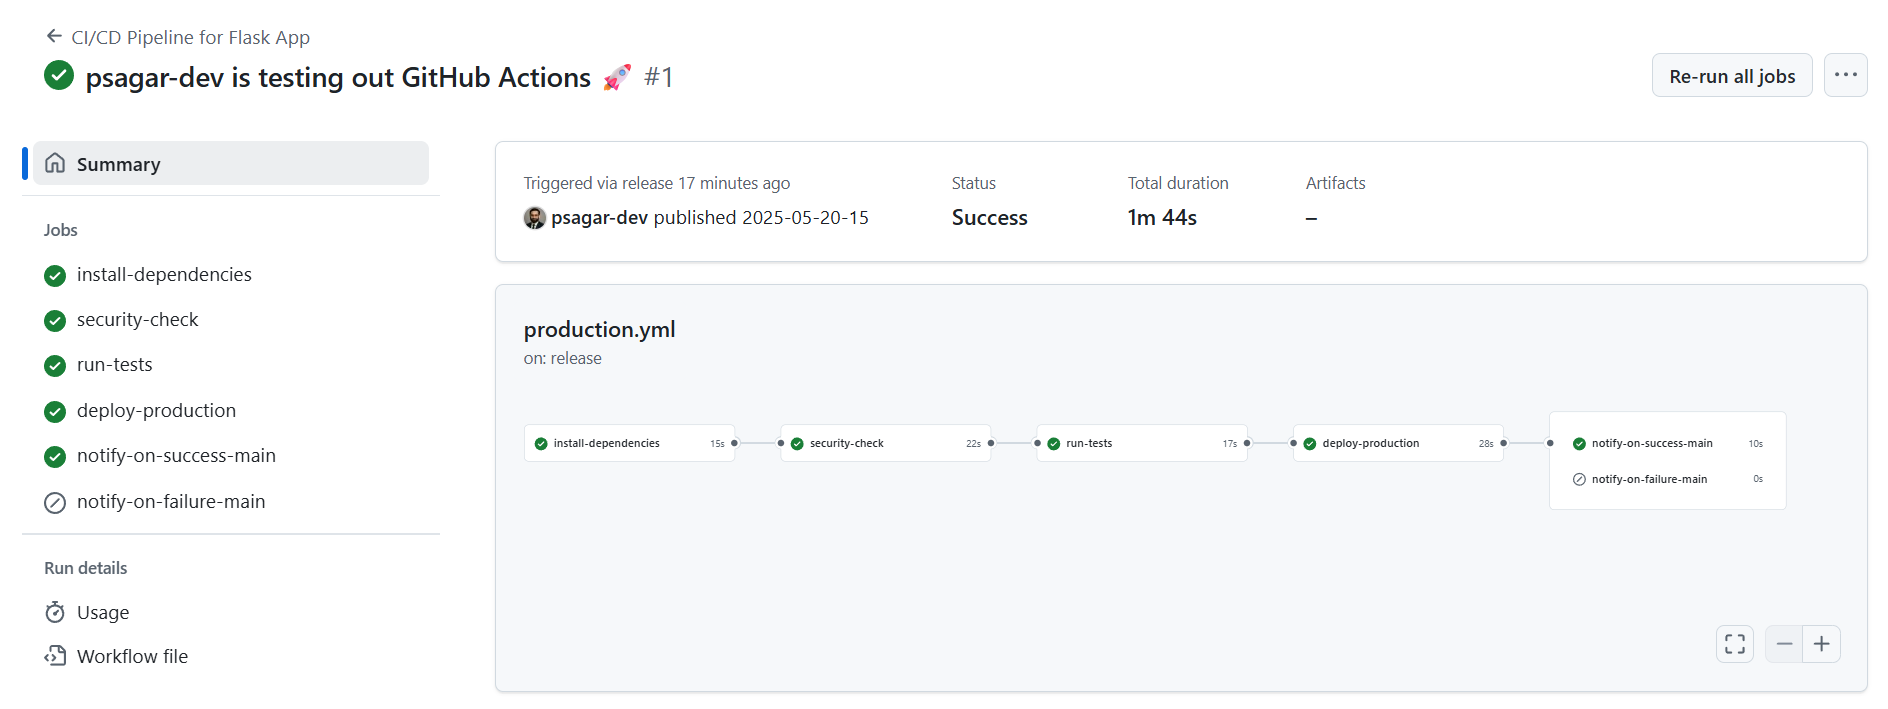 CI/CD Pipeline for Flask App
psagar-dev is testing out GitHub Actions 🚀 #1
Re-run all jobs
Summary
Jobs
install-dependencies
security-check
run-tests
deploy-production
notify-on-success-main
notify-on-failure-main
Run details
Usage
Workflow file
Triggered via release 17 minutes ago
psagar-dev published 2025-05-20-15
Status
Success
Total duration
1m 44s
Artifacts
–
production.yml
on: release
install-dependencies 15s
security-check 22s
run-tests 17s
deploy-production 28s
notify-on-success-main 10s
notify-on-failure-main 0s